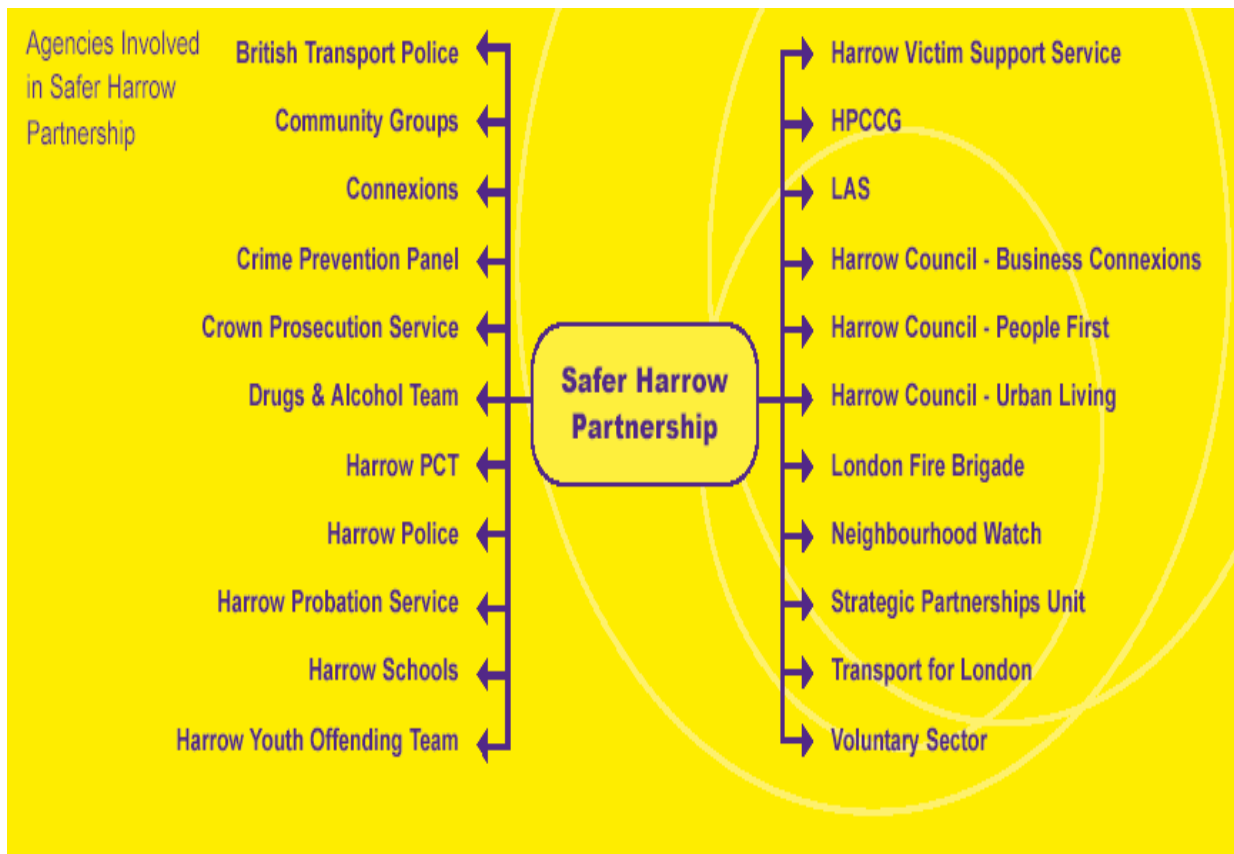 Agencies Involved
in Safer Harrow
Partnership
British Transport Police
Community Groups
Connexions
Crime Prevention Panel
Crown Prosecution Service
Drugs & Alcohol Team
Harrow PCT
Harrow Police
Harrow Probation Service
Harrow Schools
Harrow Youth Offending Team
Safer Harrow
Partnership
Harrow Victim Support Service
HPCCG
LAS
Harrow Council - Business Connexions
Harrow Council - People First
Harrow Council - Urban Living
London Fire Brigade
Neighbourhood Watch
Strategic Partnerships Unit
Transport for London
Voluntary Sector